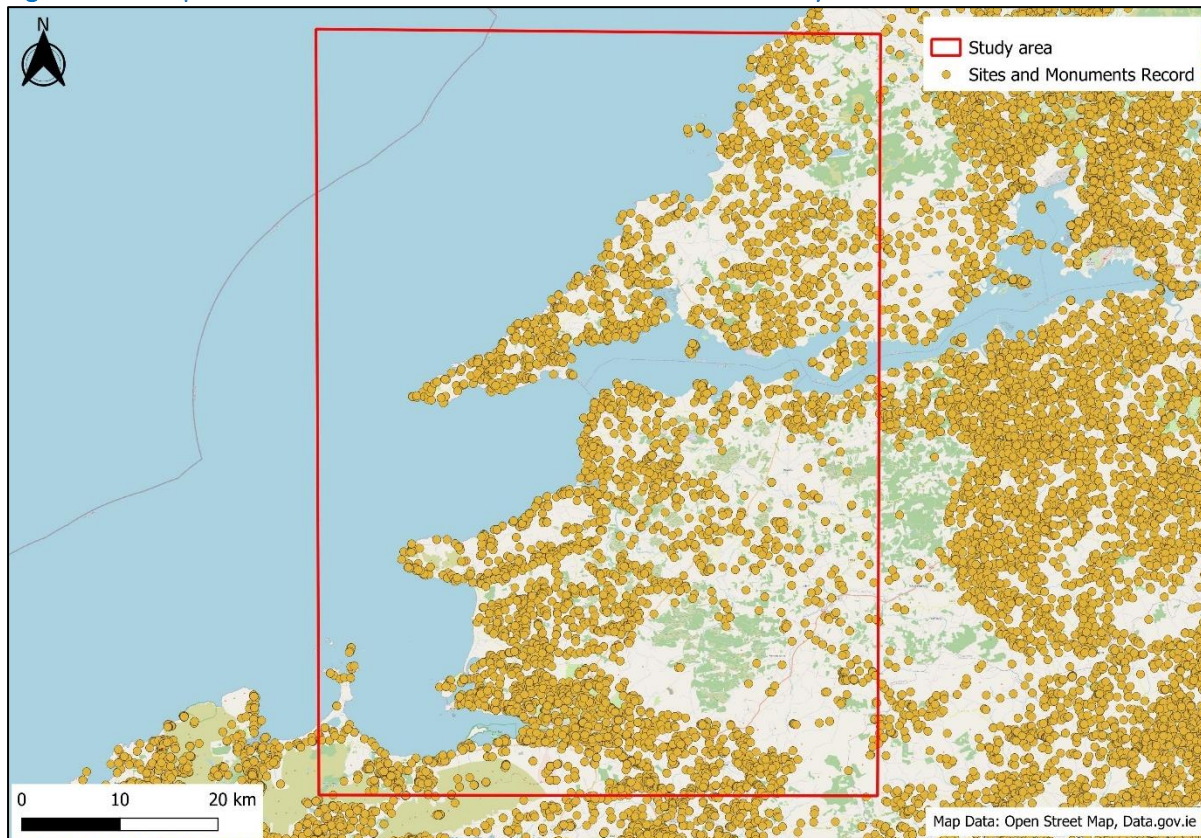 N
Study area
Sites and Monuments Record
0 10 20 km
Map Data: Open Street Map, Data.gov.ie